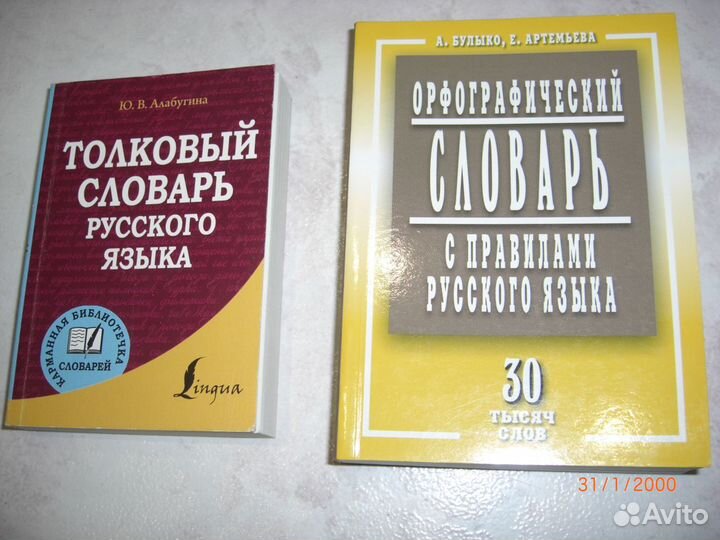 Ю. В. Алабугина
ТОЛКОВЫЙ
СЛОВАРЬ
РУССКОГО
ЯЗЫКА
КАРМАННАЯ БИБЛИОТЕЧКА
СЛОВАРЕЙ
Lingua
А. БУЛЫКО, Е. АРТЕМЬЕВА
ОРФОГРАФИЧЕСКИЙ
СЛОВАРЬ
С ПРАВИЛАМИ
РУССКОГО ЯЗЫКА
30
ТЫСЯЧ
СЛОВ
31/1/2000
Avito